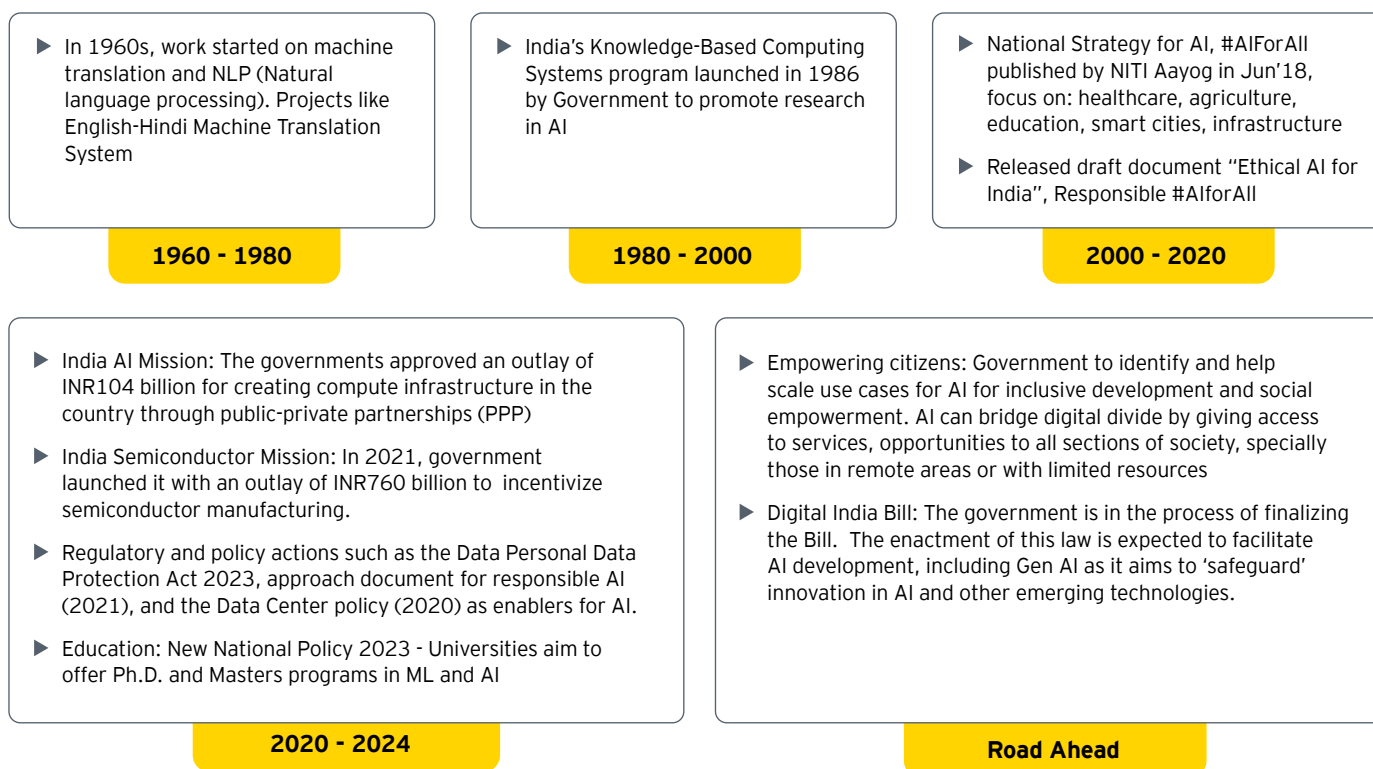 ▶ In 1960s, work started on machine
translation and NLP (Natural
language processing). Projects like
English-Hindi Machine Translation
System
1960 - 1980
▶ India's Knowledge-Based Computing
Systems program launched in 1986
by Government to promote research
in AI
1980 - 2000
▶ National Strategy for AI, #AIForAll
published by NITI Aayog in Jun'18,
focus on: healthcare, agriculture,
education, smart cities, infrastructure
▶ Released draft document “Ethical AI for
India”, Responsible #AIforAll
2000 - 2020
▶ India AI Mission: The governments approved an outlay of
INR104 billion for creating compute infrastructure in the
country through public-private partnerships (PPP)
▶ India Semiconductor Mission: In 2021, government
launched it with an outlay of INR760 billion to incentivize
semiconductor manufacturing.
▶ Regulatory and policy actions such as the Data Personal Data
Protection Act 2023, approach document for responsible AI
(2021), and the Data Center policy (2020) as enablers for AI.
▶ Education: New National Policy 2023 - Universities aim to
offer Ph.D. and Masters programs in ML and AI
2020 - 2024
▶ Empowering citizens: Government to identify and help
scale use cases for AI for inclusive development and social
empowerment. AI can bridge digital divide by giving access
to services, opportunities to all sections of society, specially
those in remote areas or with limited resources
▶ Digital India Bill: The government is in the process of finalizing
the Bill. The enactment of this law is expected to facilitate
AI development, including Gen AI as it aims to ‘safeguard’
innovation in AI and other emerging technologies.
Road Ahead